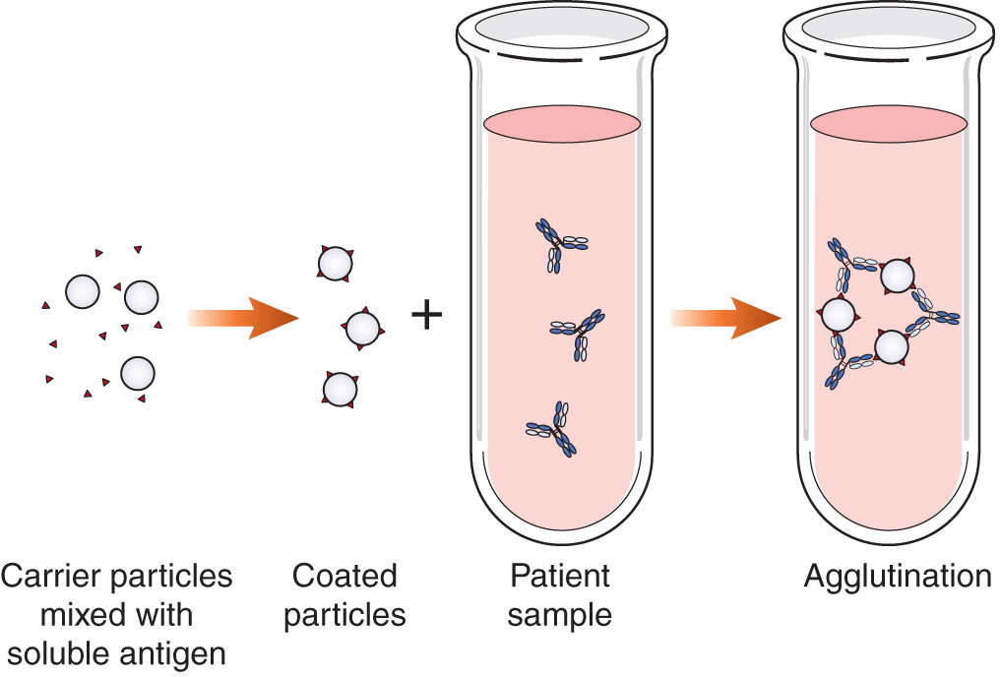 +
Carrier particles
mixed with
soluble antigen
Coated
particles
Patient
sample
Agglutination